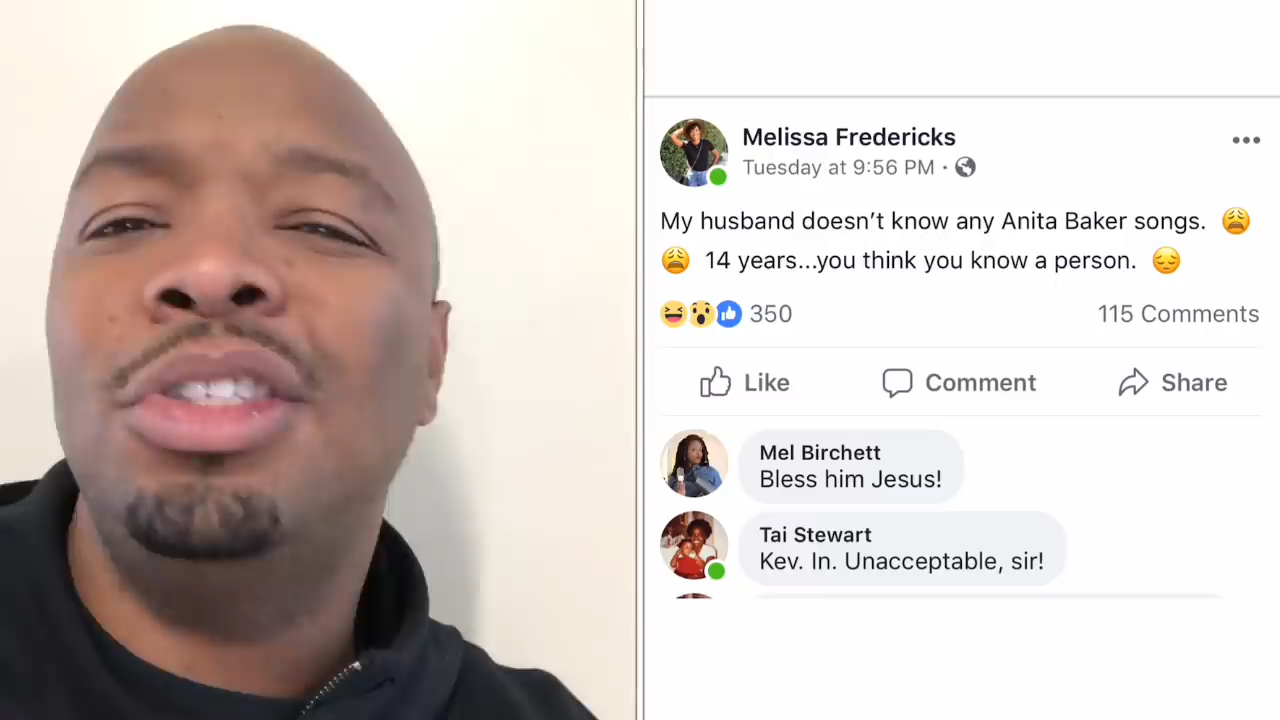 Melissa Fredericks
Tuesday at 9:56 PM ·
My husband doesn’t know any Anita Baker songs. 😩
😩 14 years...you think you know a person. 😔
350
115 Comments
Like
Comment
Share
Mel Birchett
Bless him Jesus!
Tai Stewart
Kev. In. Unacceptable, sir!